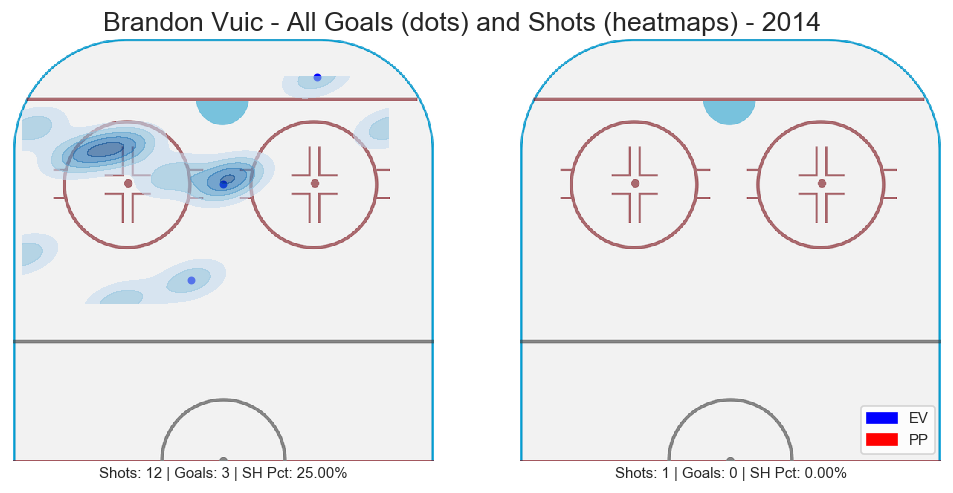 Brandon Vuic - All Goals (dots) and Shots (heatmaps) - 2014
EV
PP
Shots: 12 | Goals: 3 | SH Pct: 25.00%
Shots: 1 | Goals: 0 | SH Pct: 0.00%